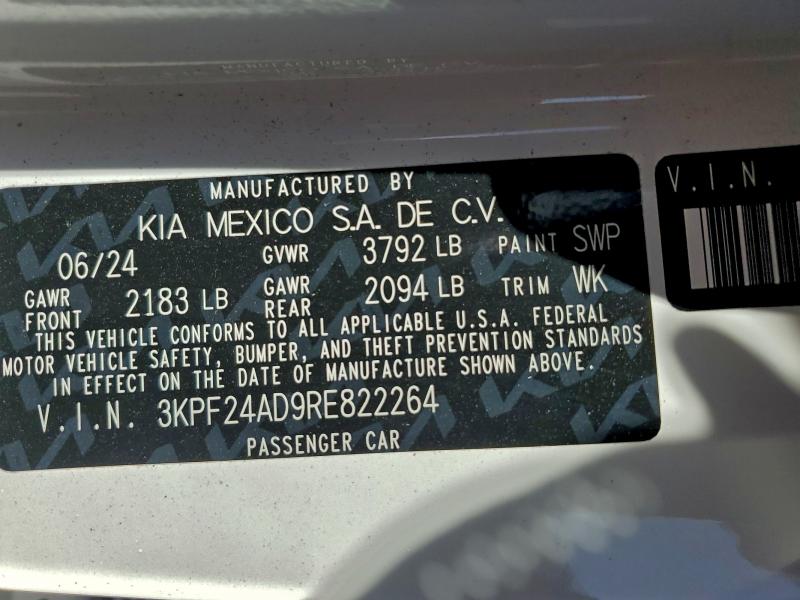 MANUFACTURED BY
KIA MEXICO S.A. DE C.V.
06/24 GVWR 3792 LB PAINT SWP
GAWR FRONT 2183 LB GAWR REAR 2094 LB TRIM WK
THIS VEHICLE CONFORMS TO ALL APPLICABLE U.S.A. FEDERAL
MOTOR VEHICLE SAFETY, BUMPER, AND THEFT PREVENTION STANDARDS
IN EFFECT ON THE DATE OF MANUFACTURE SHOWN ABOVE.
V.I.N. 3KPF24AD9RE822264
PASSENGER CAR
V.I.N.